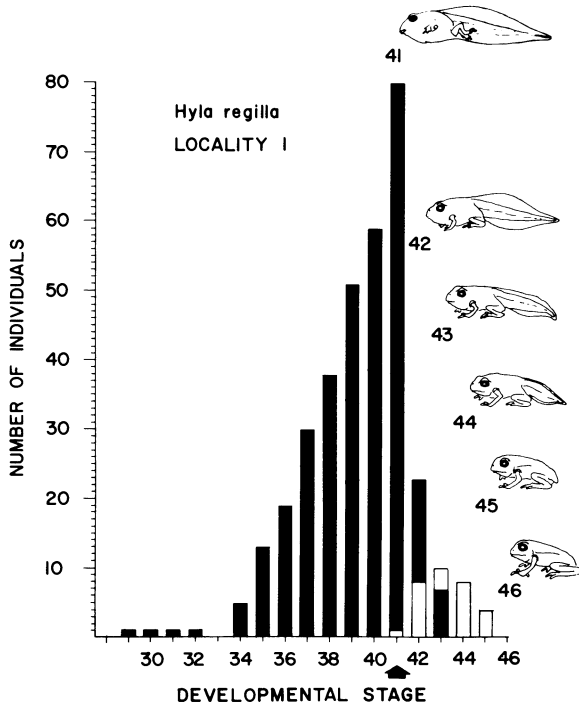 41
Hyla regilla
LOCALITY I
80
70
60
50
40
30
20
10
NUMBER OF INDIVIDUALS
42
43
44
45
46
30 32 34 36 38 40 42 44 46
DEVELOPMENTAL STAGE